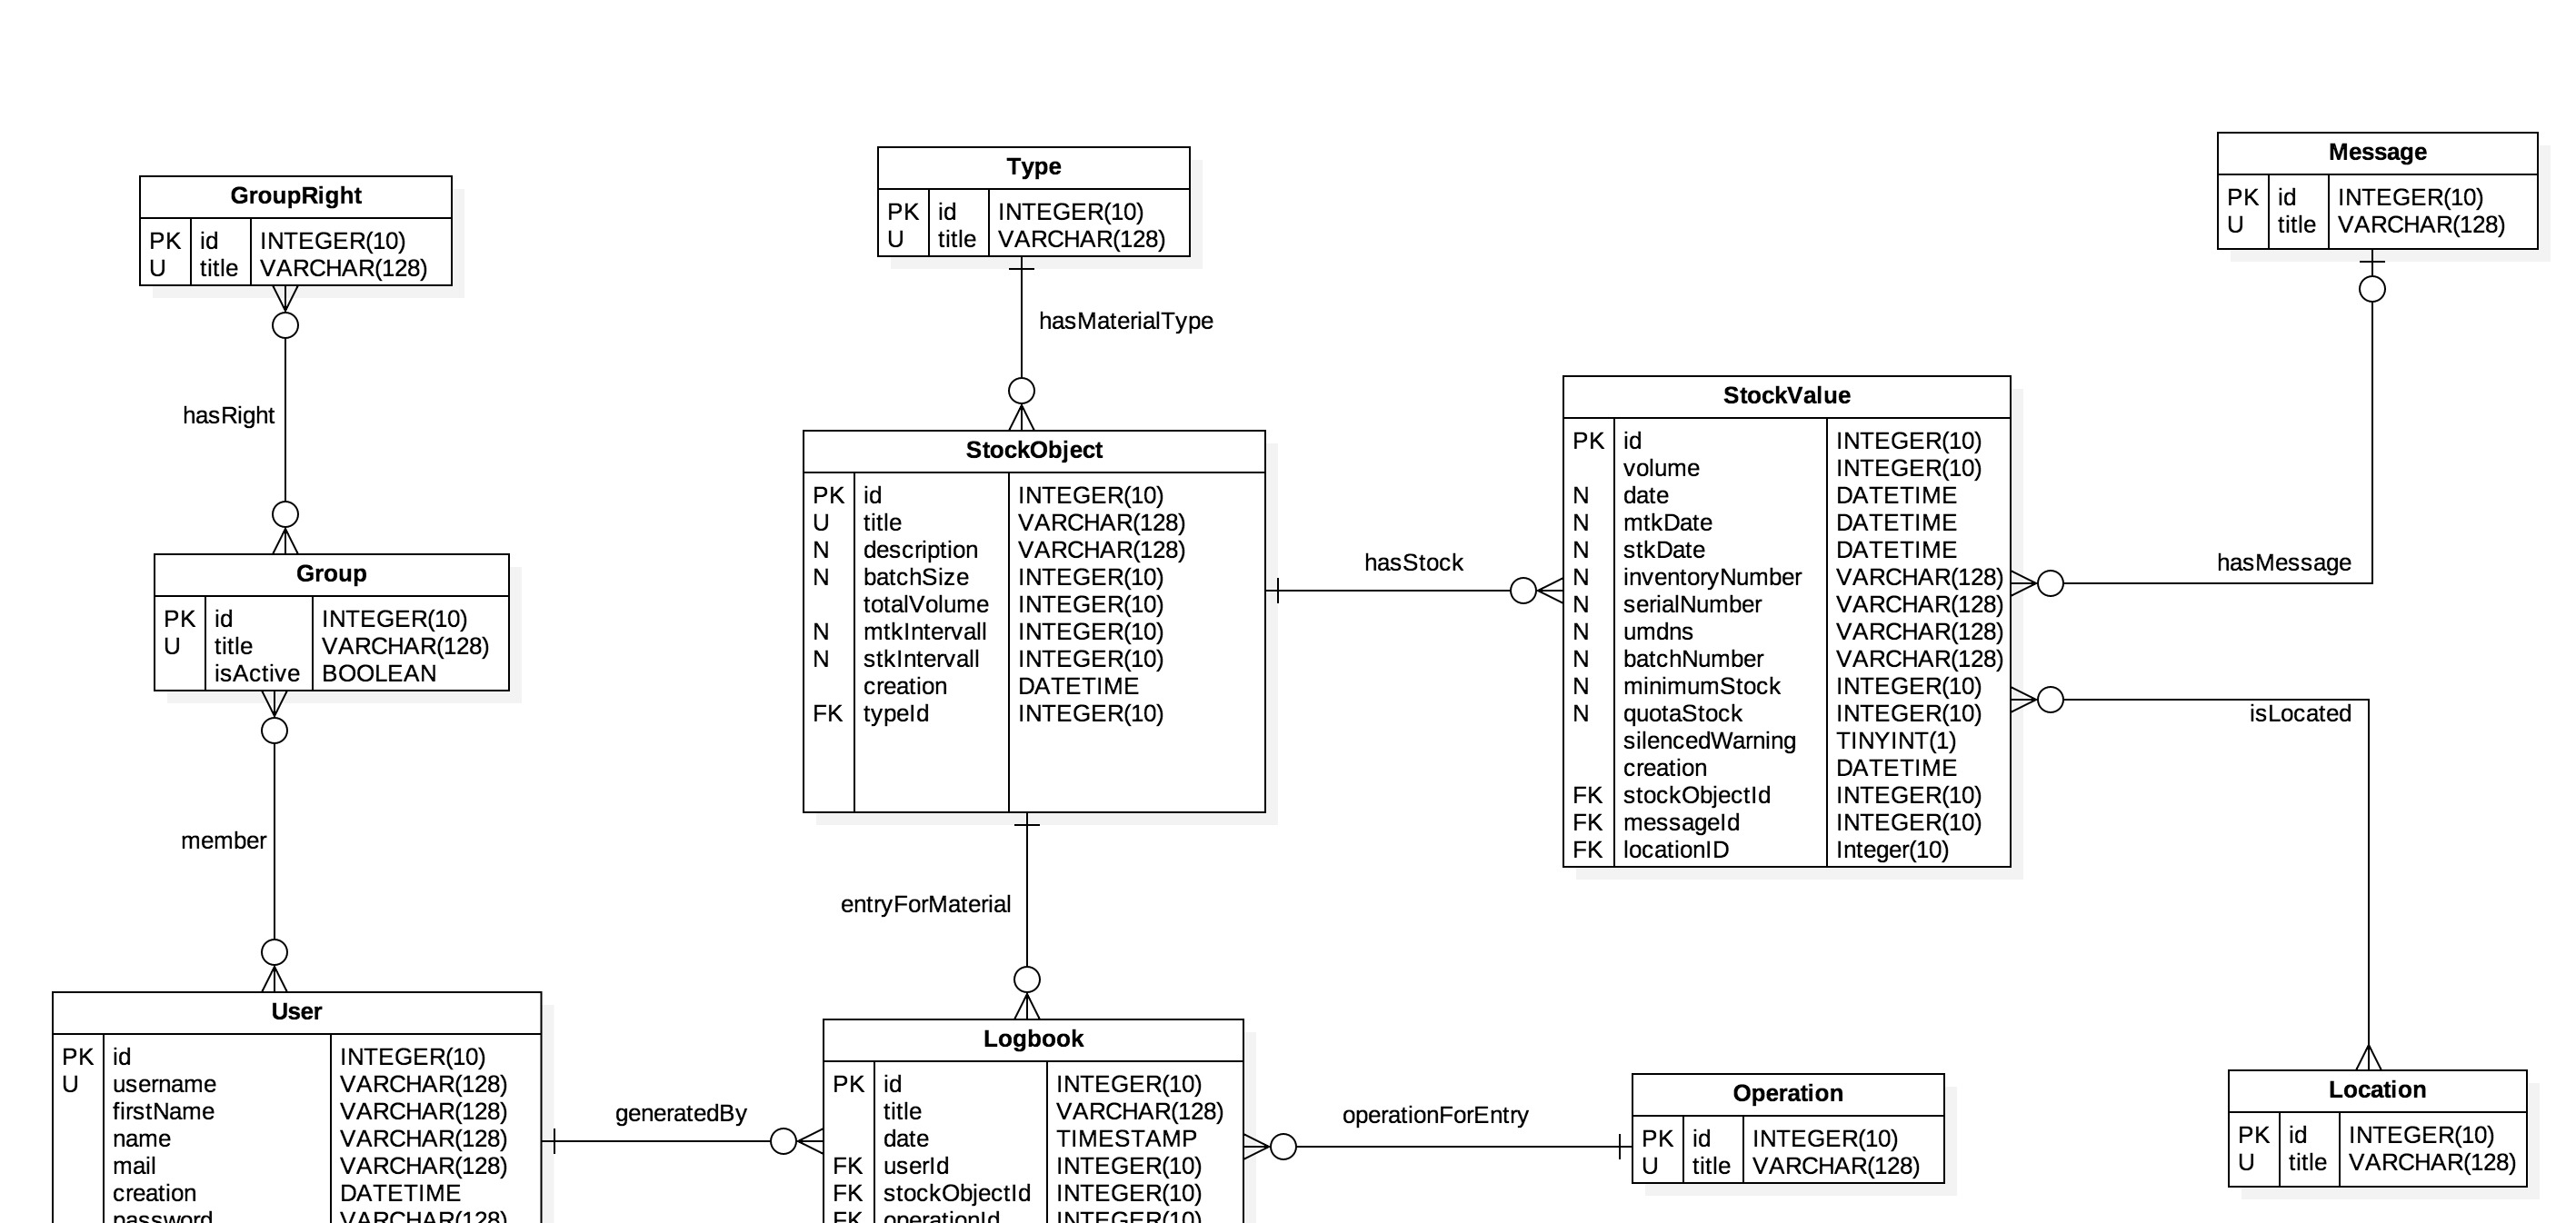 GroupRight
PK id INTEGER(10)
U title VARCHAR(128)
hasRight
Group
PK id INTEGER(10)
U title VARCHAR(128)
isActive BOOLEAN
member
User
PK id INTEGER(10)
U username VARCHAR(128)
firstName VARCHAR(128)
name VARCHAR(128)
mail VARCHAR(128)
creation DATETIME
password VARCHAR(128)
generatedBy
Type
PK id INTEGER(10)
U title VARCHAR(128)
hasMaterialType
StockObject
PK id INTEGER(10)
U title VARCHAR(128)
N description VARCHAR(128)
N batchSize INTEGER(10)
totalVolume INTEGER(10)
N mtkIntervall INTEGER(10)
N stkIntervall INTEGER(10)
creation DATETIME
FK typeId INTEGER(10)
entryForMaterial
Logbook
PK id INTEGER(10)
title VARCHAR(128)
date TIMESTAMP
FK userId INTEGER(10)
FK stockObjectId INTEGER(10)
FK operationId INTEGER(10)
hasStock
StockValue
PK id INTEGER(10)
volume INTEGER(10)
N date DATETIME
N mtkDate DATETIME
N stkDate DATETIME
N inventoryNumber VARCHAR(128)
N serialNumber VARCHAR(128)
N umdns VARCHAR(128)
N batchNumber VARCHAR(128)
N minimumStock INTEGER(10)
N quotaStock INTEGER(10)
silencedWarning TINYINT(1)
creation DATETIME
FK stockObjectId INTEGER(10)
FK messageId INTEGER(10)
FK locationID Integer(10)
operationForEntry
Operation
PK id INTEGER(10)
U title VARCHAR(128)
Message
PK id INTEGER(10)
U title VARCHAR(128)
hasMessage
isLocated
Location
PK id INTEGER(10)
U title VARCHAR(128)